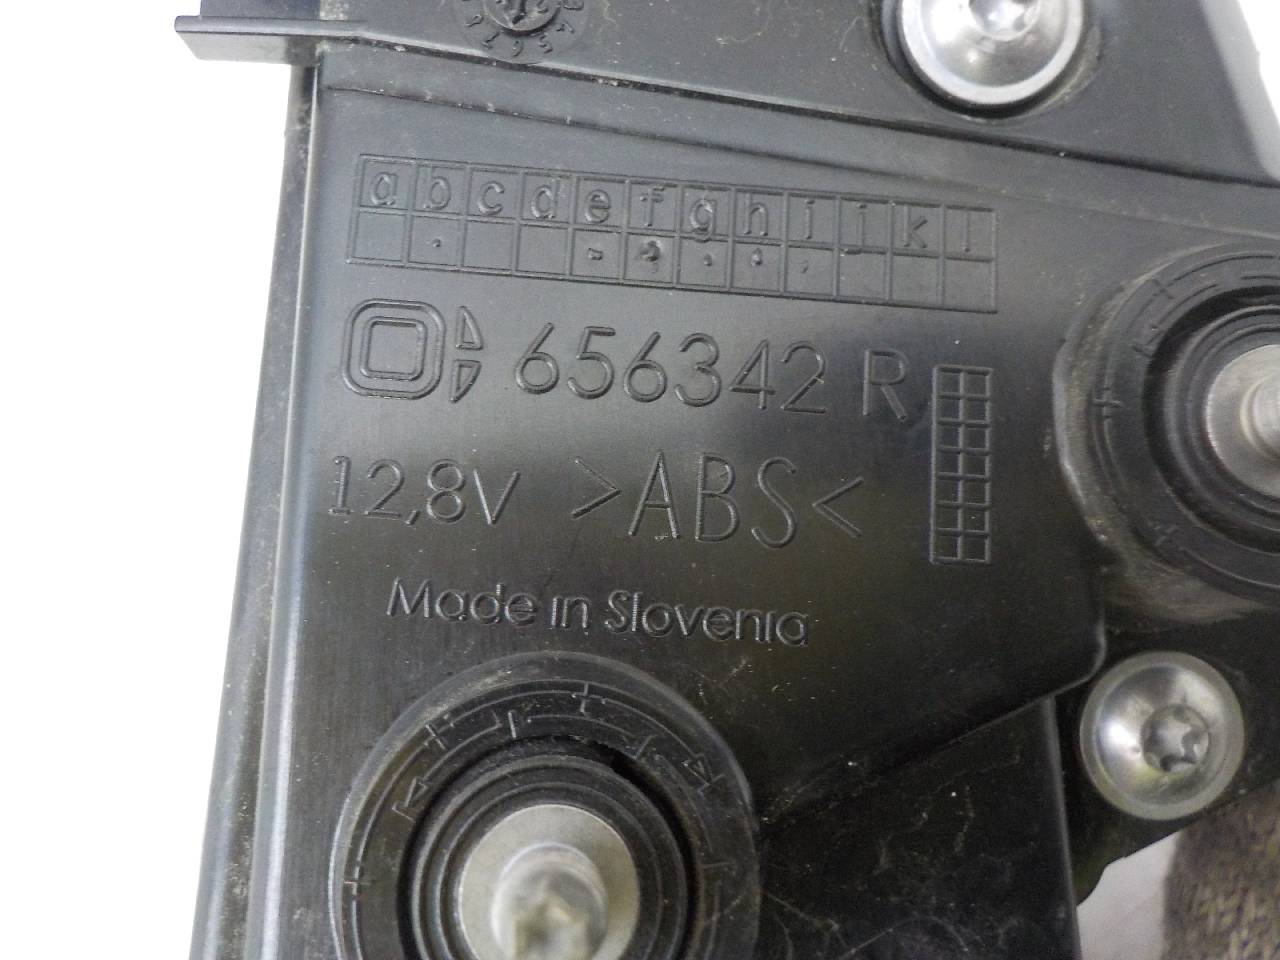 a b c d e f g h i j k l
656342 R
12,8V >ABS<
Made in Slovenia